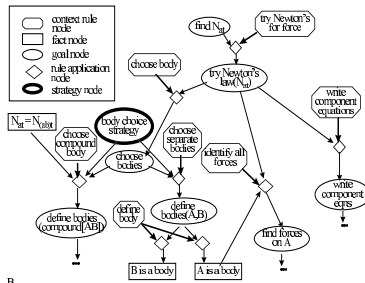 context rule
node
fact node
goal node
rule application
node
strategy node
find Nat
try Newton's
for force
choose body
try Newton's
law(Nat)
write
component
equations
Nat = N(ab)t
choose
compound
body
body choice
strategy
choose
separate
bodies
identify all
forces
choose
bodies
write
component
eqns
define bodies
(compound[AB])
define
body
define
bodies(A,B)
find forces
on A
B is a body
A is a body
B